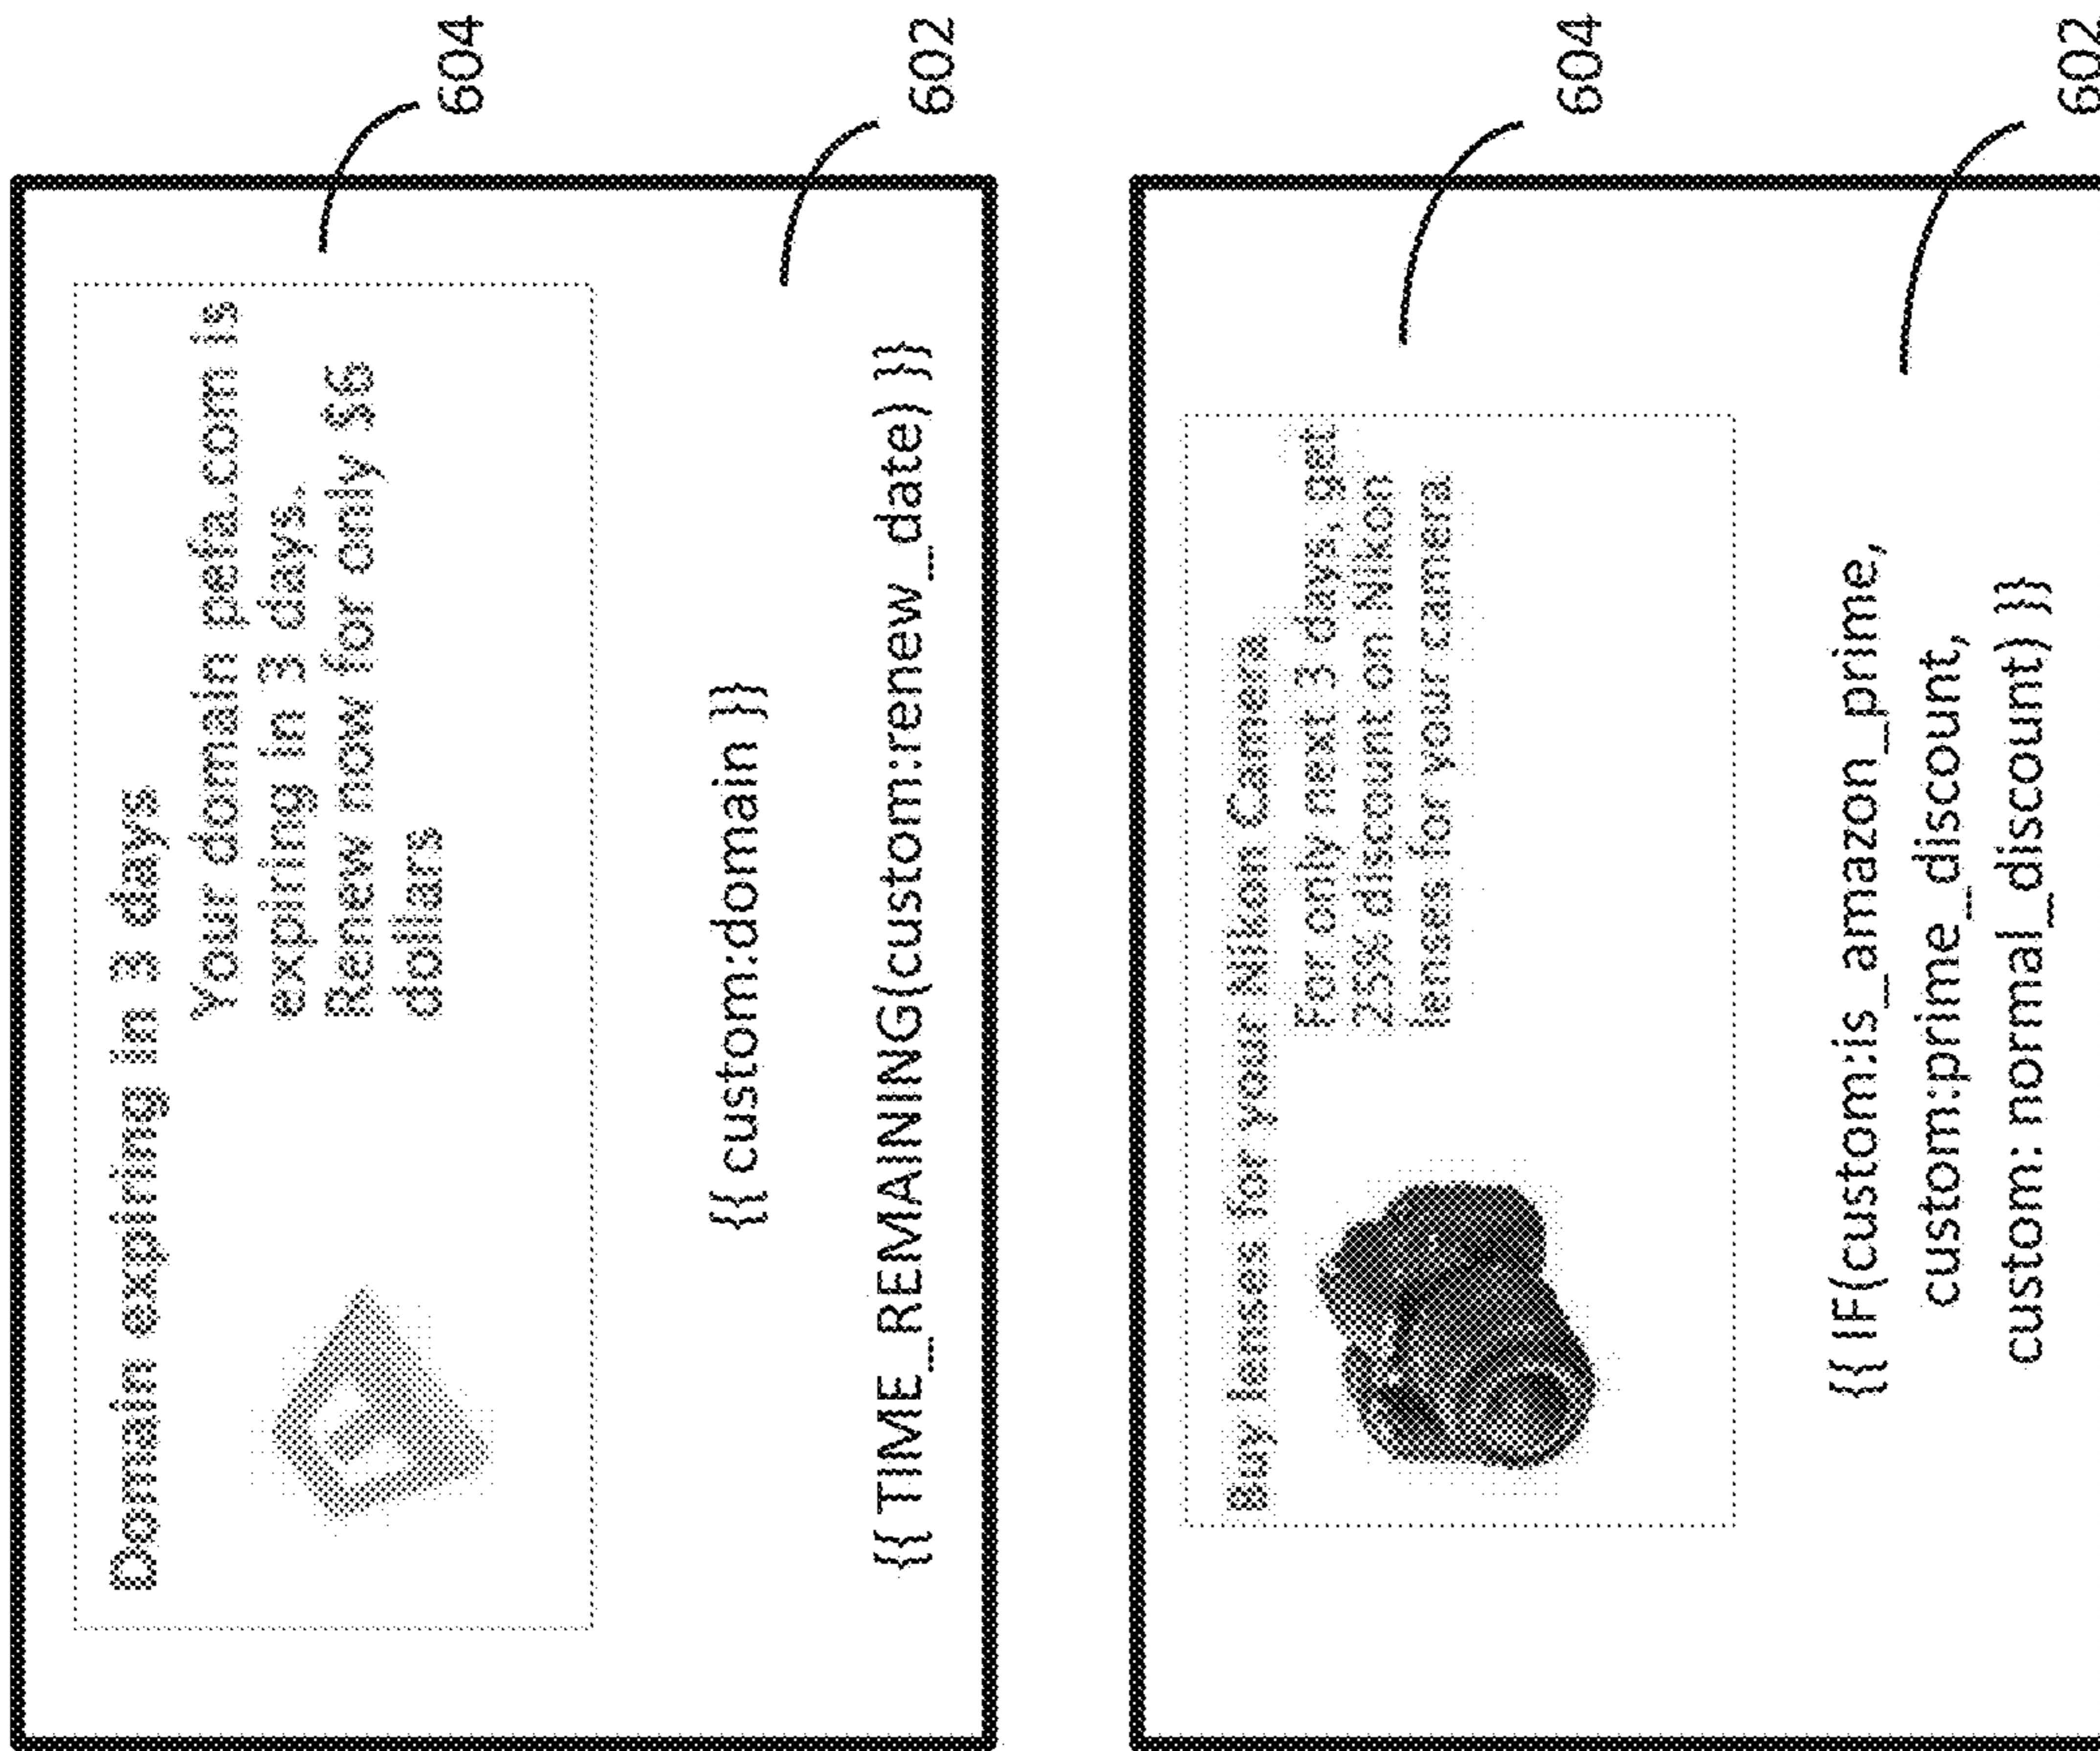 604
Domain expiring in 3 days
Your domain pefa.com is
expiring in 3 days.
Renew now for only $6
dollars
602
{{ custom:domain }}
{{ TIME_REMAINING(custom:renew_date) }}
604
Buy lenses for your Nikon Camera
For only next 3 days, get
25% discount on Nikon
lenses for your camera
602
{{ IF(custom:is_amazon_prime,
custom:prime_discount,
custom: normal_discount) }}